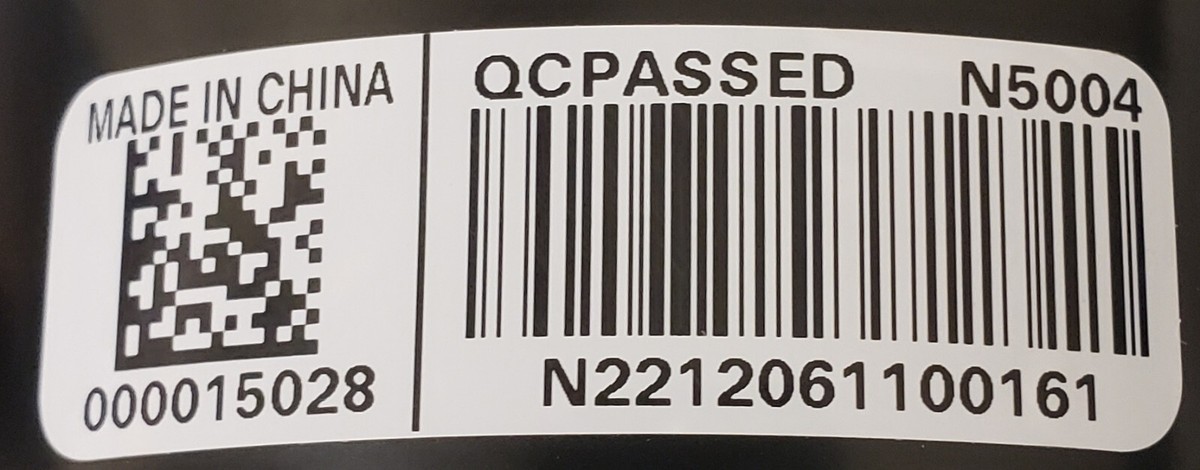 MADE IN CHINA
000015028
QCPASSED N5004
N2212061100161